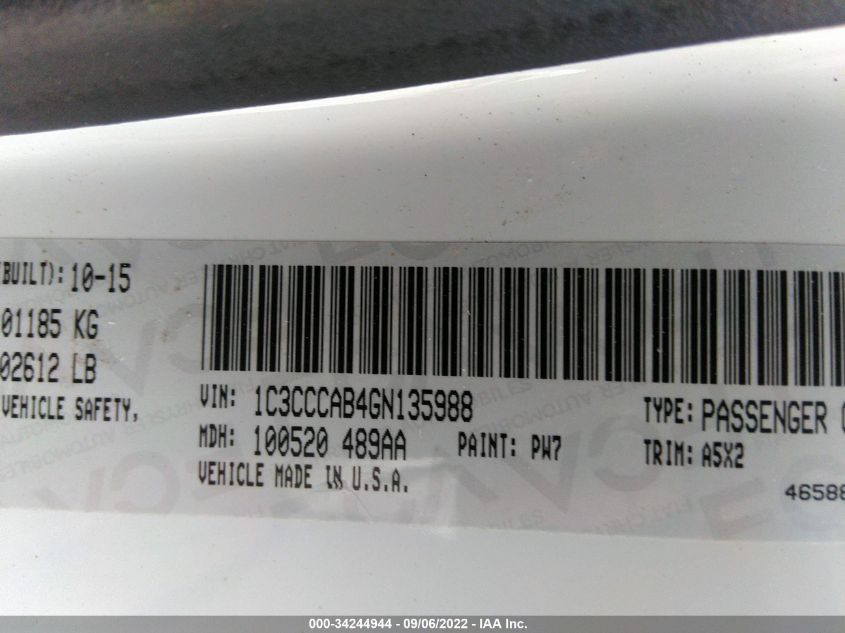 (BUILT): 10-15
01185 KG
02612 LB
VEHICLE SAFETY,
VIN: 1C3CCCAB4GN135988
TYPE: PASSENGER
MDH: 100520 489AA PAINT: PW7
TRIM: A5X2
VEHICLE MADE IN U.S.A.
46588
000-34244944 - 09/06/2022 - IAA Inc.